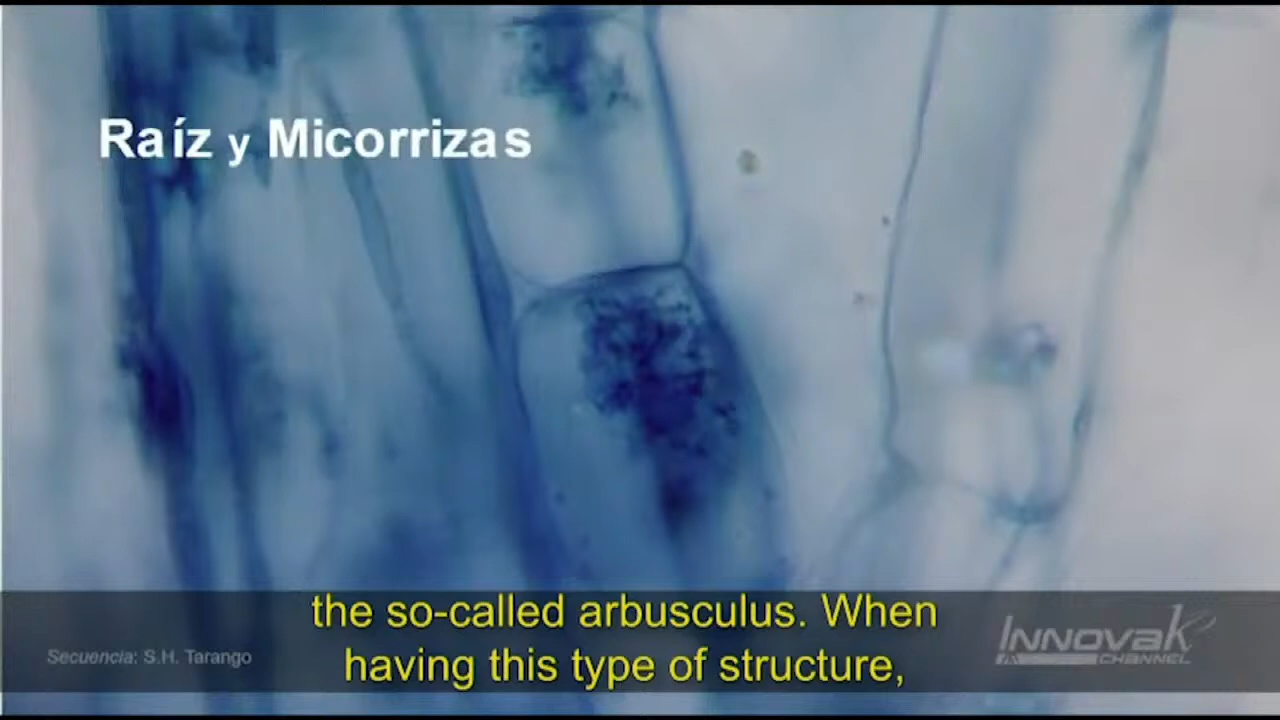 Raíz y Micorrizas
the so-called arbusculus. When
having this type of structure,
Secuencia: S.H. Tarango
INNOVAK
CHANNEL